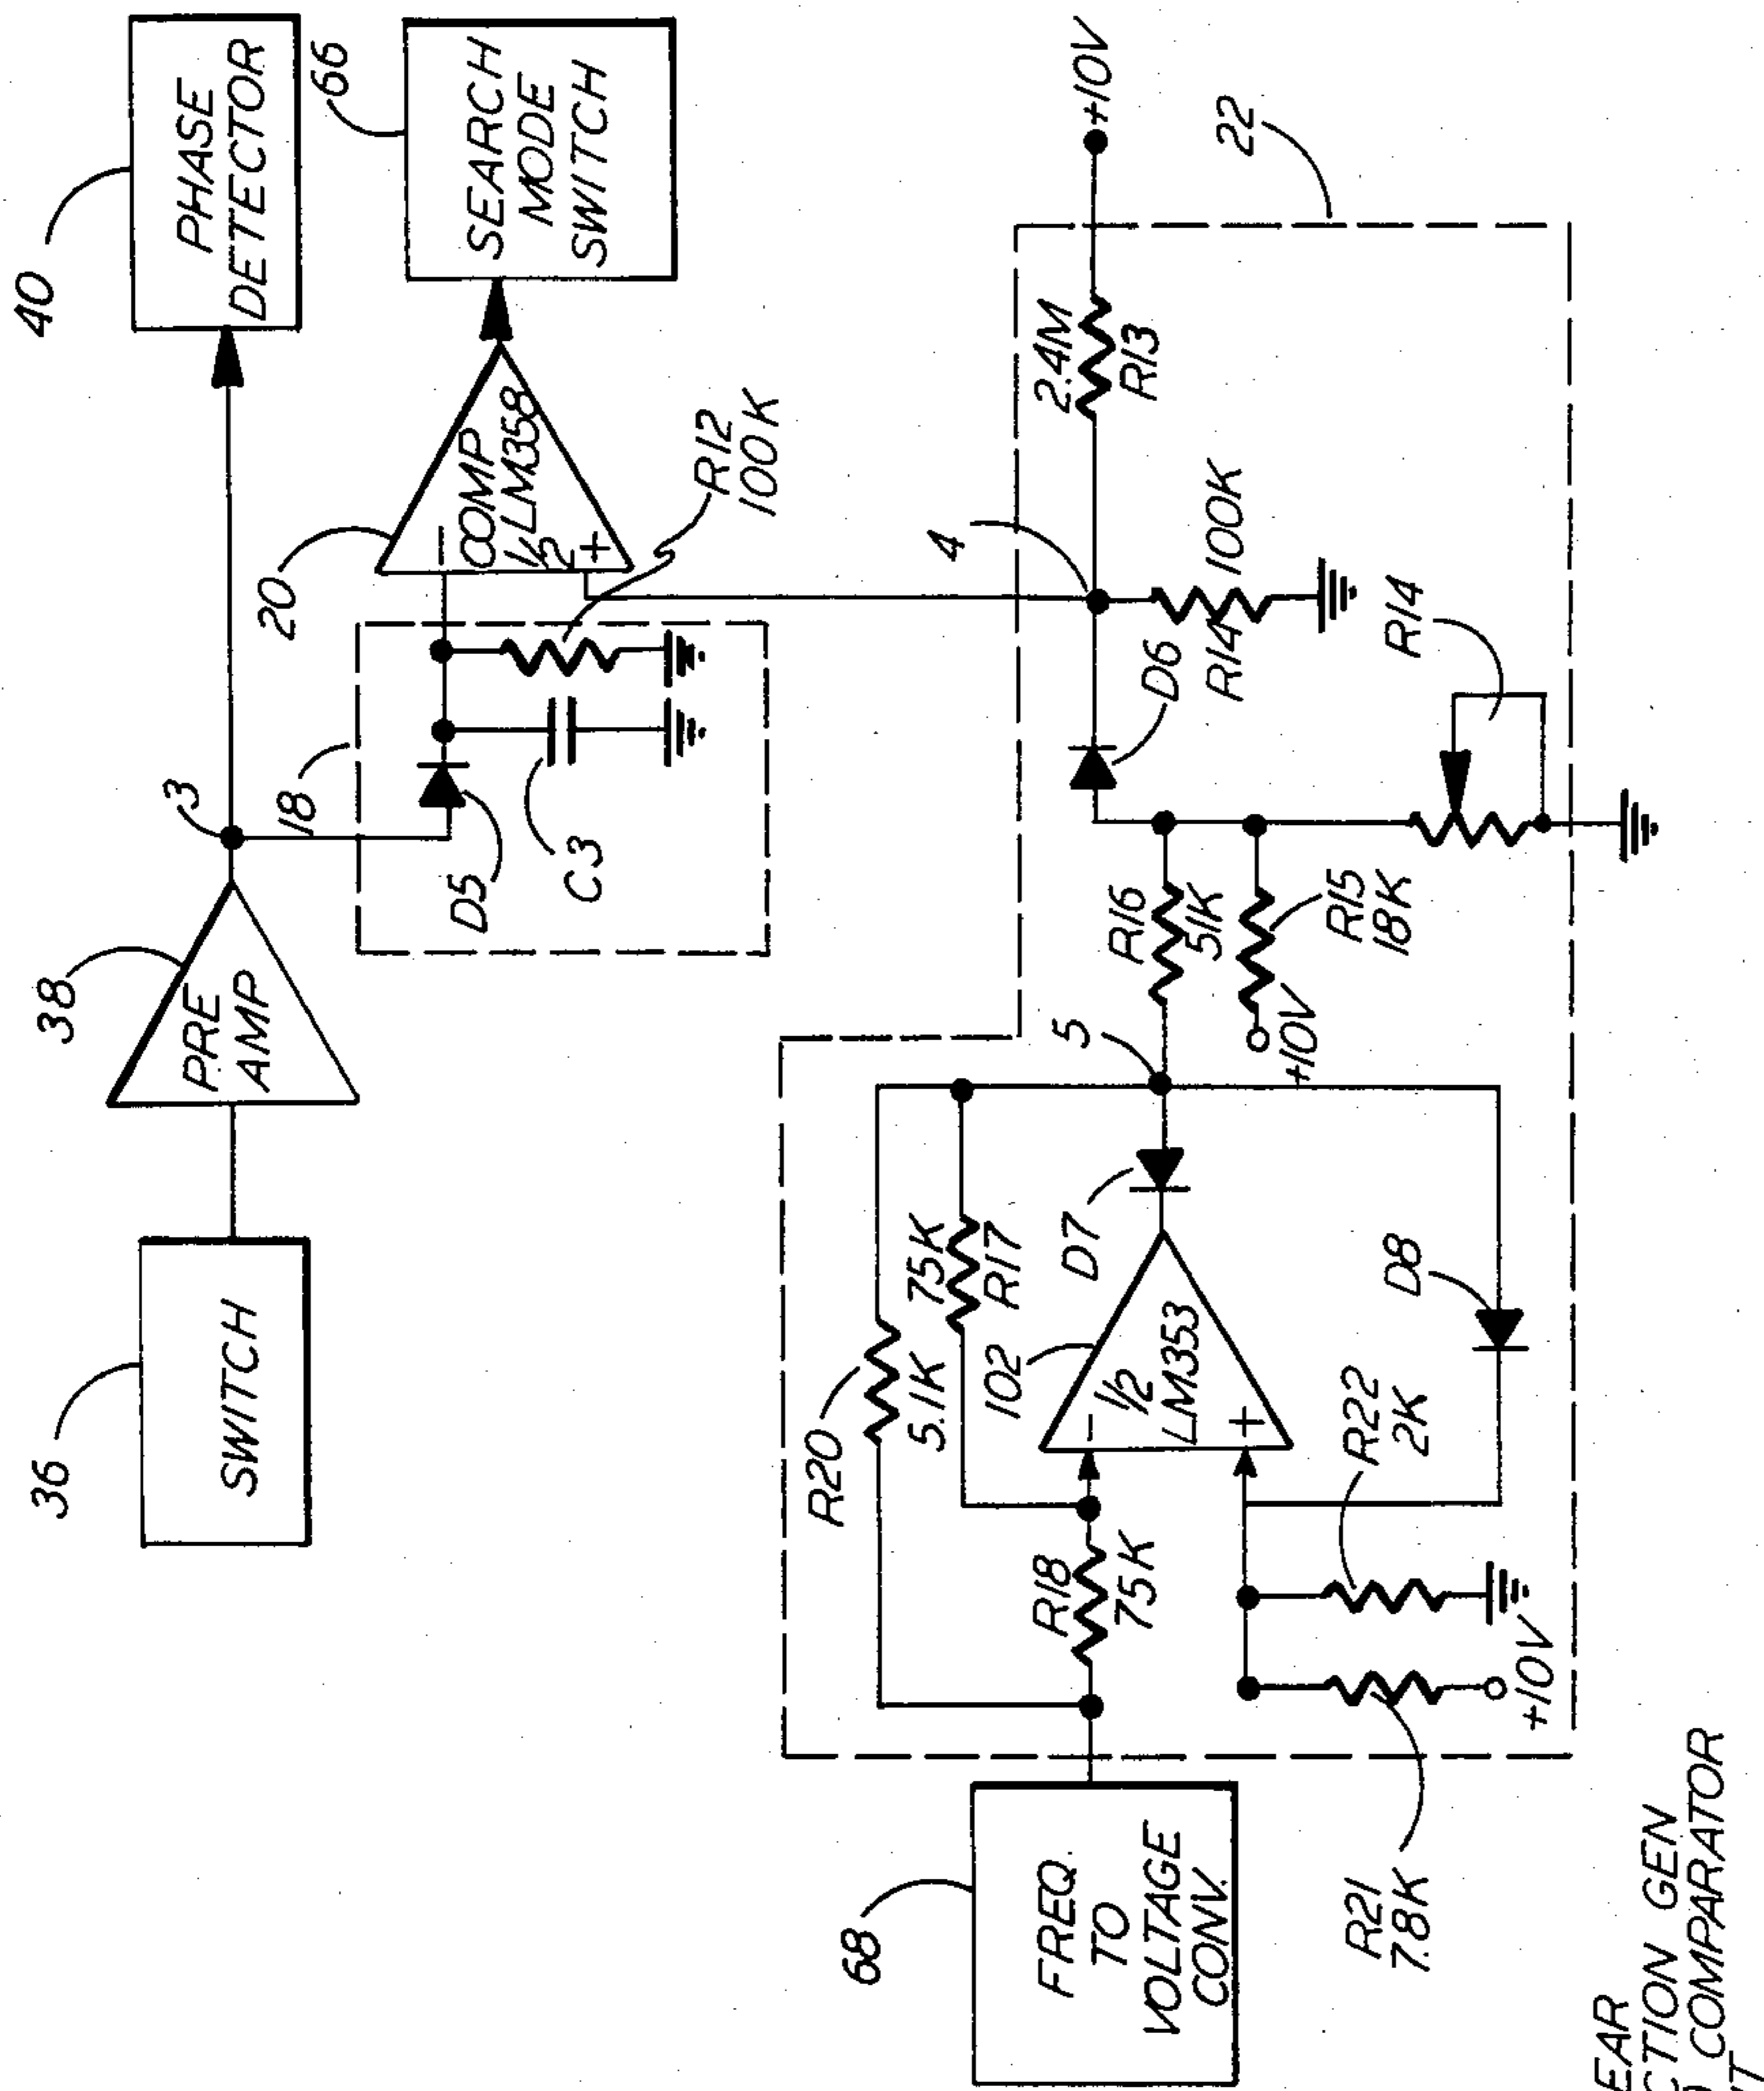 36
SWITCH
38
PRE
AMP
3
40
PHASE
DETECTOR
18
D5
C3
20
COMP
1/2 LM358
−
+
R12
100K
66
SEARCH
MODE
SWITCH
68
FREQ.
TO
VOLTAGE
CONV.
R20
5.1K
75K
R17
R18
75K
102
−
1/2
LM353
+
D7
D8
R22
2K
R21
7.8K
+10V
5
R16
51K
R15
18K
+10V
D6
4
R14
100K
R14
2.4M
R13
+10V
22
EAR
CTION GEN
COMPARATOR